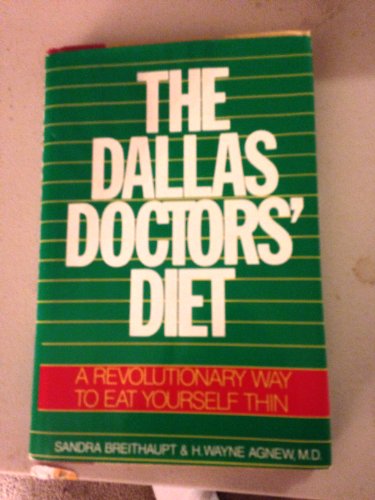 THE
DALLAS
DOCTORS'
DIET
A REVOLUTIONARY WAY
TO EAT YOURSELF THIN
SANDRA BREITHAUPT & H. WAYNE AGNEW, M.D.